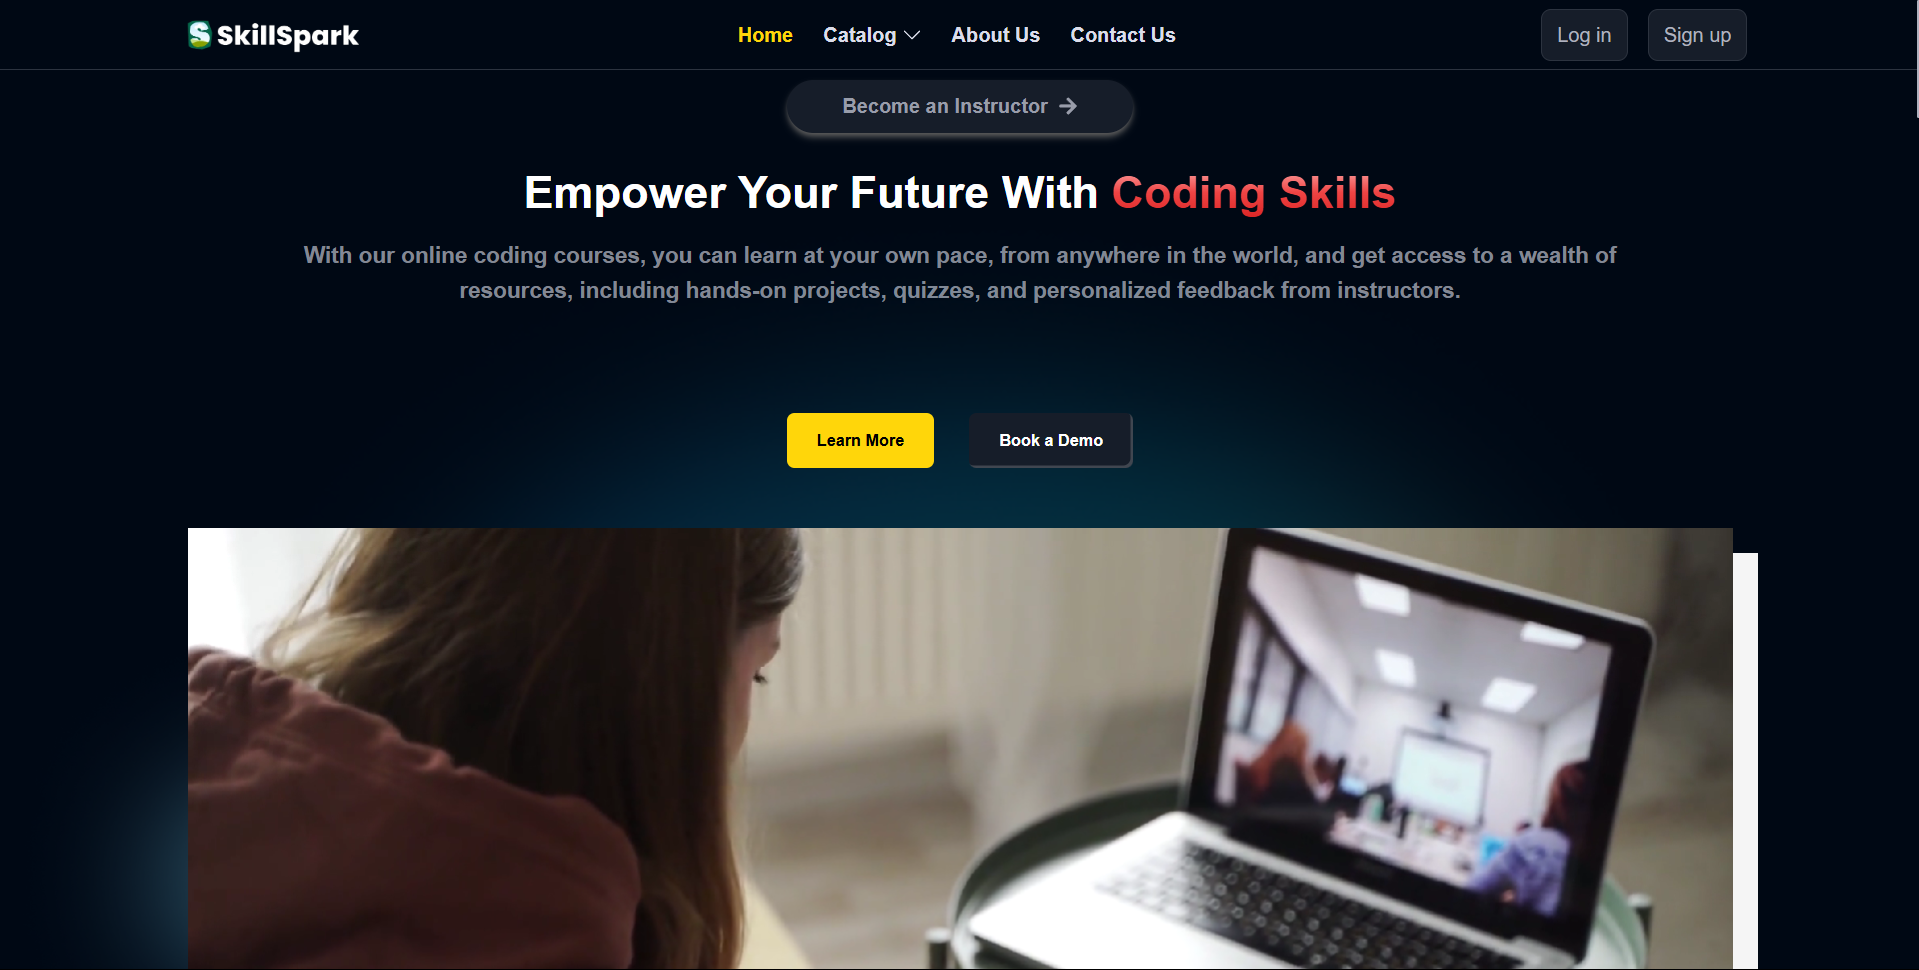 SkillSpark
Home Catalog About Us Contact Us
Log in Sign up
Become an Instructor
Empower Your Future With Coding Skills
With our online coding courses, you can learn at your own pace, from anywhere in the world, and get access to a wealth of
resources, including hands-on projects, quizzes, and personalized feedback from instructors.
Learn More Book a Demo